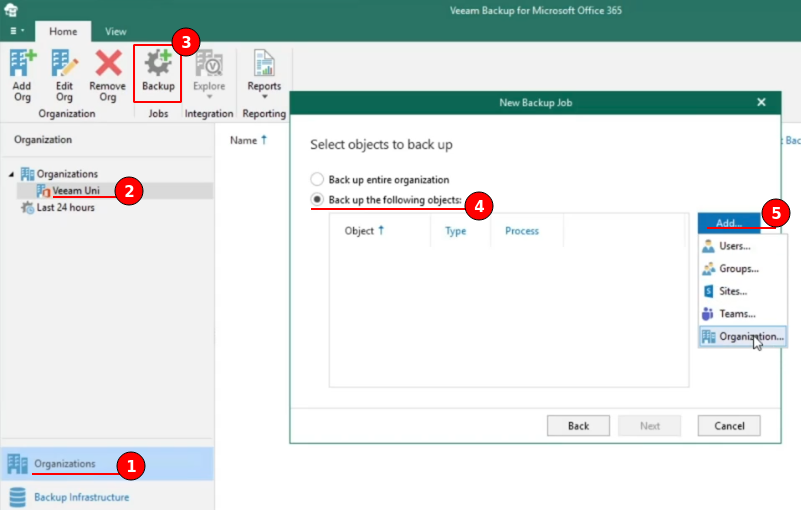 Veeam Backup for Microsoft Office 365
Home View
3
Add Org
Edit Org
Remove Org
Backup
Explore
Reports
Organization Jobs Integration Reporting
Organization
Name
Organizations
Veeam Uni 2
Last 24 hours
New Backup Job
Select objects to back up
Back up entire organization
Back up the following objects: 4
Object Type Process
Add... 5
Users...
Groups...
Sites...
Teams...
Organization...
Back Next Cancel
Organizations 1
Backup Infrastructure